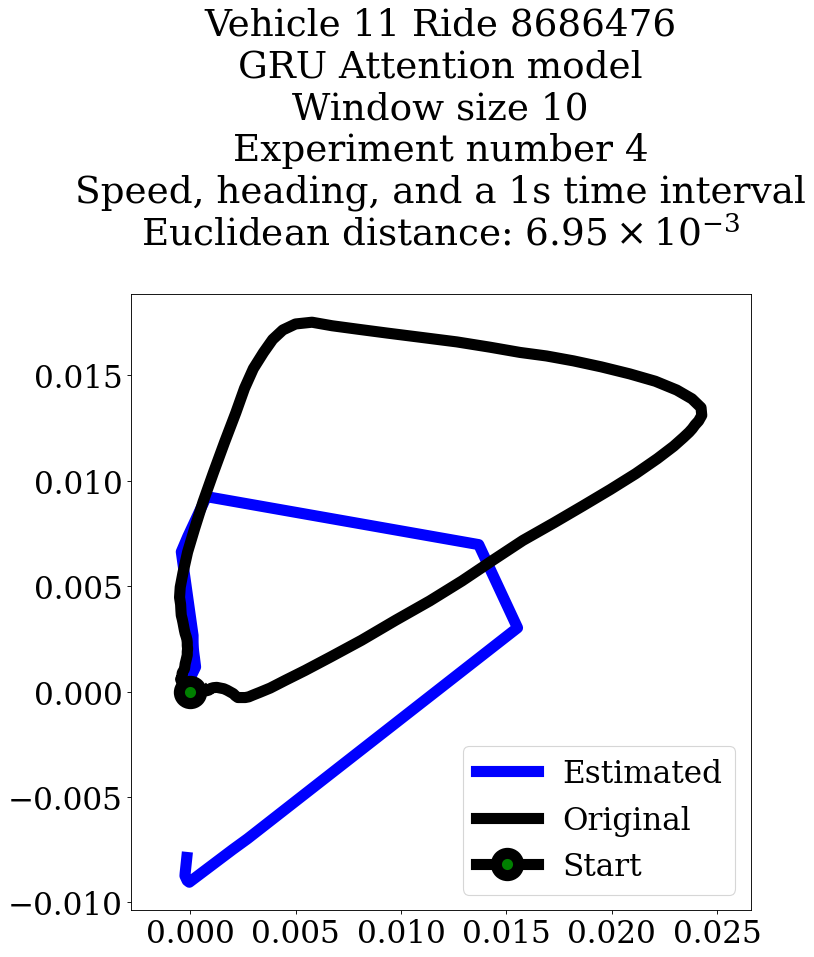 Vehicle 11 Ride 8686476
GRU Attention model
Window size 10
Experiment number 4
Speed, heading, and a 1s time interval
Euclidean distance: 6.95 × 10⁻³
0.015
0.010
0.005
0.000
−0.005
−0.010
Estimated
Original
Start
0.000 0.005 0.010 0.015 0.020 0.025